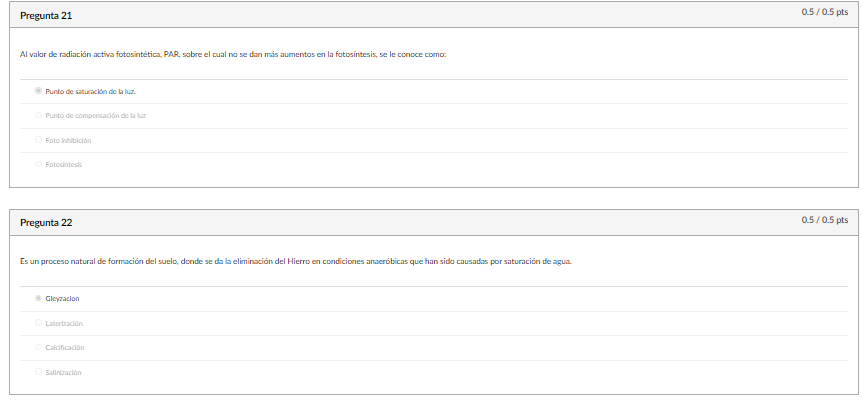 Pregunta 21
0.5 / 0.5 pts
Al valor de radiación activa fotosintética, PAR, sobre el cual no se dan más aumentos en la fotosíntesis, se le conoce como:
Punto de saturación de la luz.
Punto de compensación de la luz
Foto inhibición
Fotosíntesis
Pregunta 22
0.5 / 0.5 pts
Es un proceso natural de formación del suelo, donde se da la eliminación del Hierro en condiciones anaeróbicas que han sido causadas por saturación de agua.
Gleyzacion
Laterización
Calcificación
Salinización